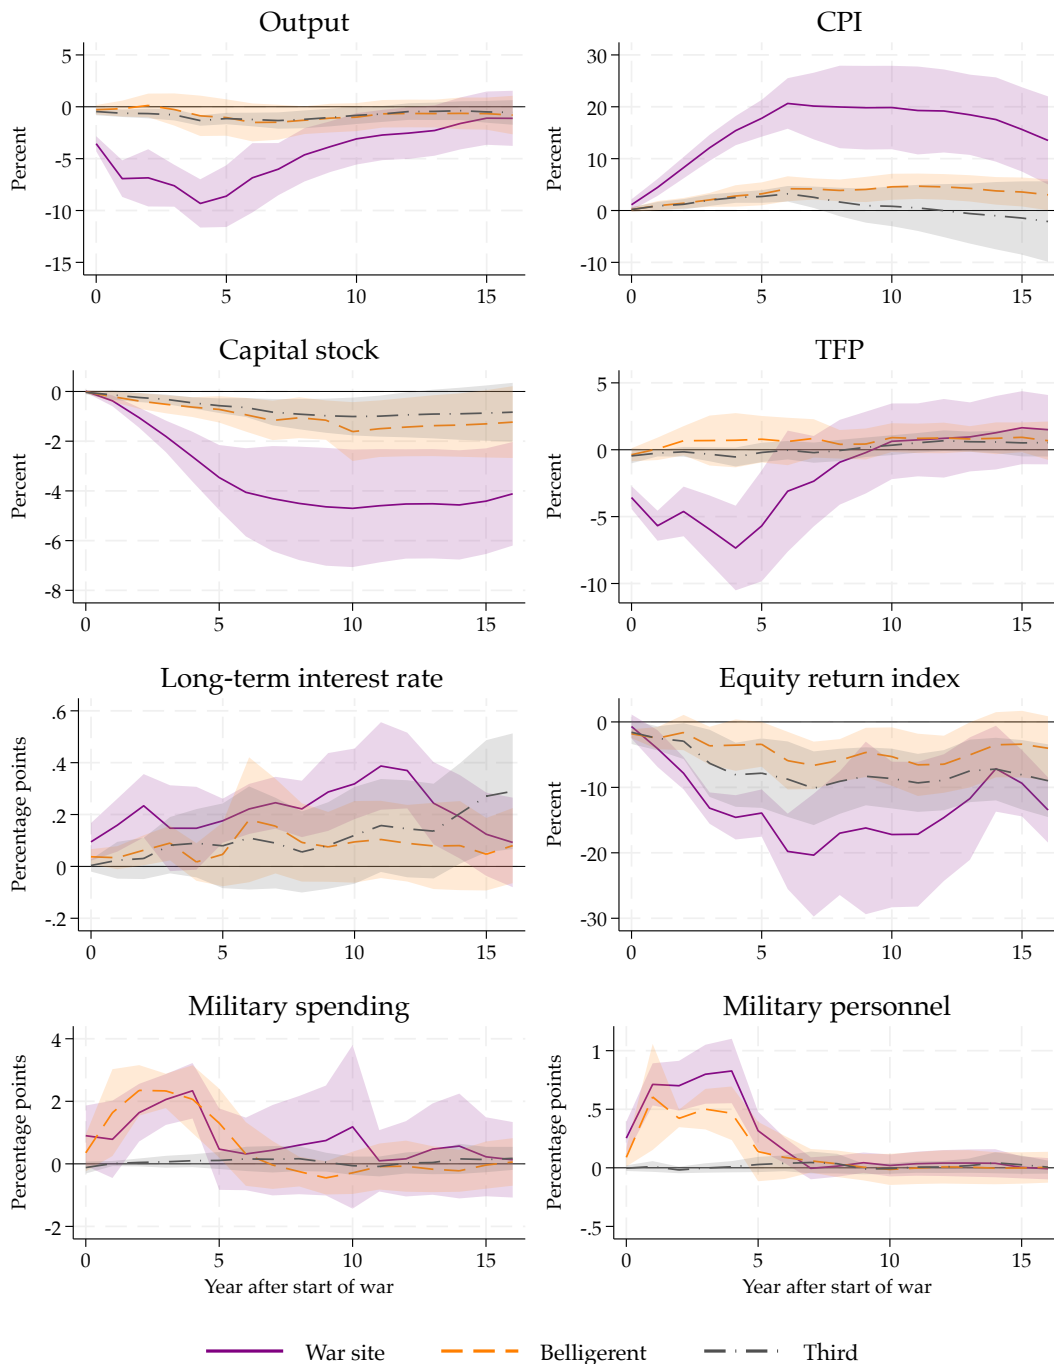 Output
5
0
-5
-10
-15
Percent
0 5 10 15
CPI
30
20
10
0
-10
Percent
0 5 10 15
Capital stock
0
-2
-4
-6
-8
Percent
0 5 10 15
TFP
5
0
-5
-10
Percent
0 5 10 15
Long-term interest rate
.6
.4
.2
0
-.2
Percentage points
0 5 10 15
Equity return index
0
-10
-20
-30
Percent
0 5 10 15
Military spending
4
2
0
-2
Percentage points
0 5 10 15
Year after start of war
Military personnel
1
.5
0
-.5
Percentage points
0 5 10 15
Year after start of war
War site Belligerent Third